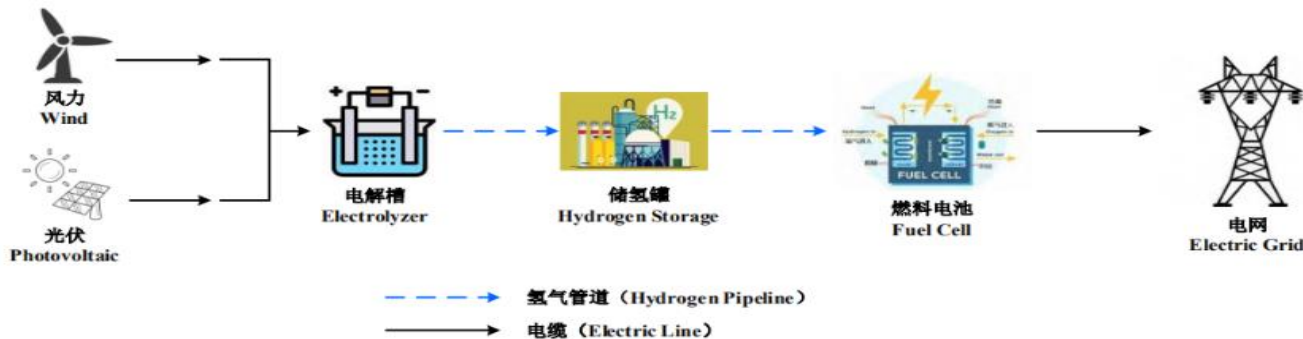 风力
Wind
光伏
Photovoltaic
电解槽
Electrolyzer
H2
储氢罐
Hydrogen Storage
FUEL CELL
燃料电池
Fuel Cell
电网
Electric Grid
氢气管道（Hydrogen Pipeline）
电缆（Electric Line）